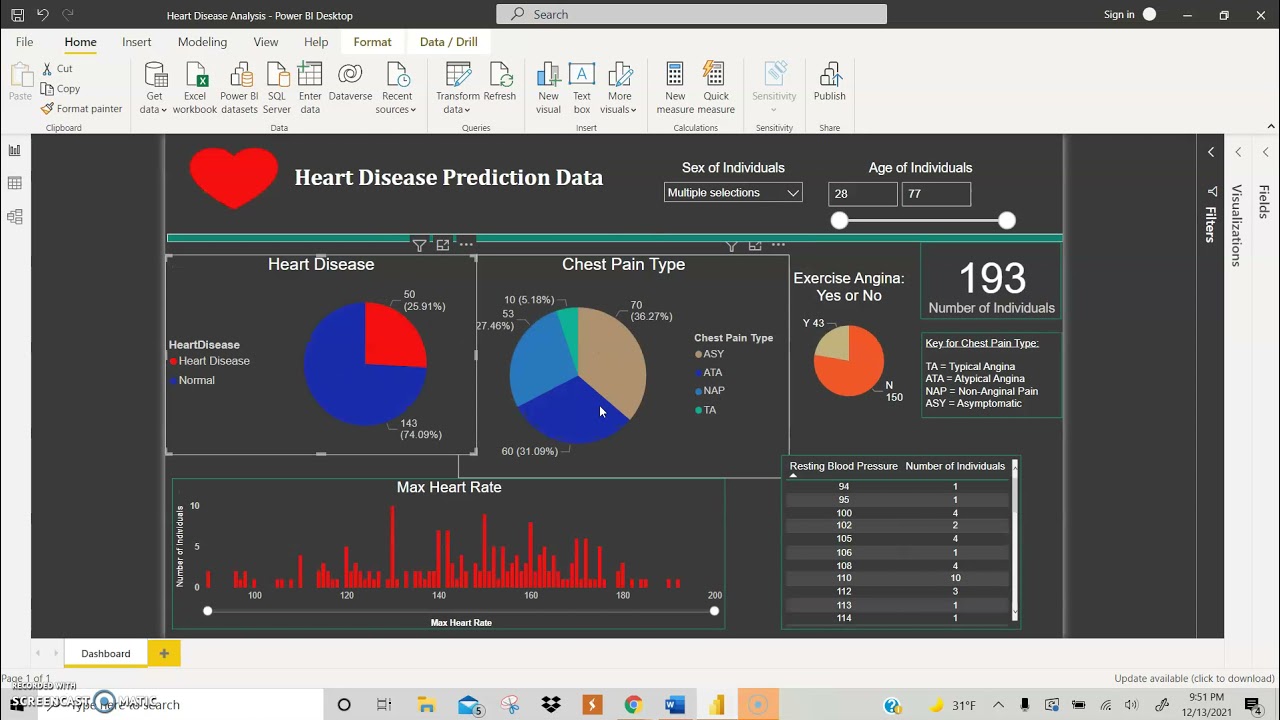 Heart Disease Analysis - Power BI Desktop
Search
Sign in
File Home Insert Modeling View Help Format Data / Drill
Paste
Cut
Copy
Format painter
Clipboard
Get data
Excel workbook
Power BI datasets
SQL Server
Enter data
Dataverse
Recent sources
Data
Transform data
Refresh
Queries
New visual
Text box
More visuals
Insert
New measure
Quick measure
Calculations
Sensitivity
Sensitivity
Publish
Share
Heart Disease Prediction Data
Sex of Individuals
Multiple selections
Age of Individuals
28 77
Filters
Visualizations
Fields
Heart Disease
50
(25.91%)
HeartDisease
Heart Disease
Normal
143
(74.09%)
Chest Pain Type
10 (5.18%)
53
27.46%)
70
(36.27%)
60 (31.09%)
Chest Pain Type
ASY
ATA
NAP
TA
Exercise Angina:
Yes or No
Y 43
N
150
193
Number of Individuals
Key for Chest Pain Type:
TA = Typical Angina
ATA = Atypical Angina
NAP = Non-Anginal Pain
ASY = Asymptomatic
Max Heart Rate
Number of Individuals
10
5
0
100 120 140 160 180 200
Max Heart Rate
Resting Blood Pressure Number of Individuals
94 1
95 1
100 4
102 2
105 4
106 1
108 4
110 10
112 3
113 1
114 1
Dashboard
Page 1 of 1
Update available (click to download)
RECORDED WITH
SCREENCAST MATIC
Type here to search
5
31°F
9:51 PM
12/13/2021
4